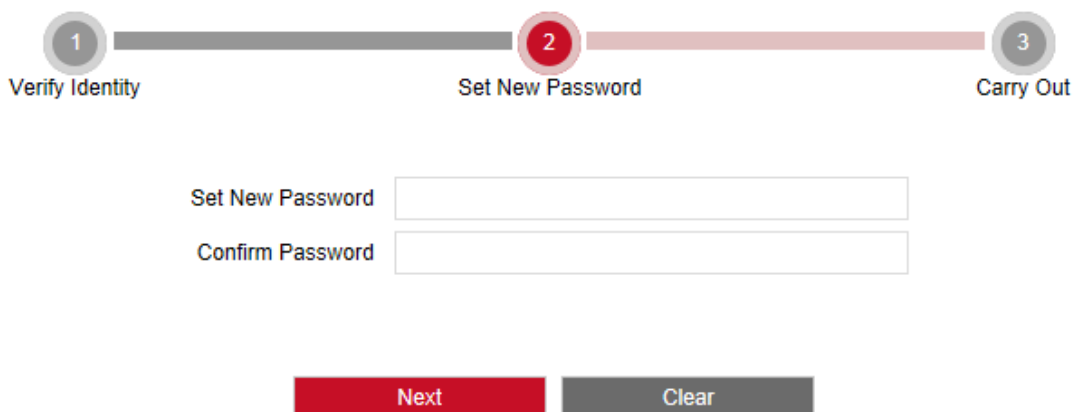 1 2 3
Verify Identity Set New Password Carry Out
Set New Password
Confirm Password
Next Clear